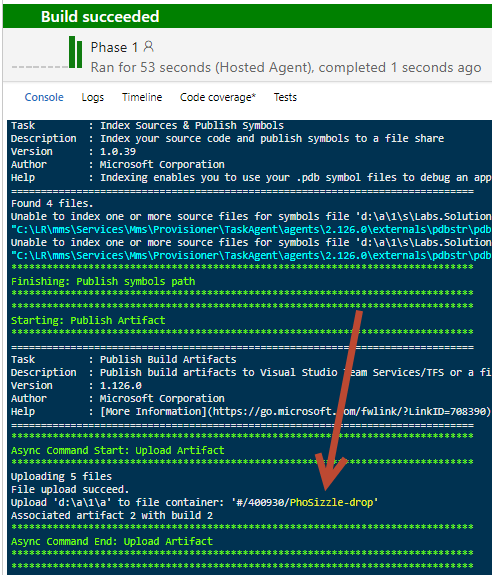 Build succeeded
Phase 1
Ran for 53 seconds (Hosted Agent), completed 1 seconds ago
Console Logs Timeline Code coverage* Tests
Task : Index Sources & Publish Symbols
Description : Index your source code and publish symbols to a file share
Version : 1.0.39
Author : Microsoft Corporation
Help : Indexing enables you to use your .pdb symbol files to debug an app
==============================================================================
Found 4 files.
Unable to index one or more source files for symbols file 'd:\a\1\s\Labs.Solution
"C:\LR\mms\Services\Mms\Provisioner\TaskAgent\agents\2.126.0\externals\pdbstr\pdb
Unable to index one or more source files for symbols file 'd:\a\1\s\Labs.Solution
"C:\LR\mms\Services\Mms\Provisioner\TaskAgent\agents\2.126.0\externals\pdbstr\pdb
******************************************************************************
Finishing: Publish symbols path
******************************************************************************
******************************************************************************
Starting: Publish Artifact
******************************************************************************
==============================================================================
Task : Publish Build Artifacts
Description : Publish build artifacts to Visual Studio Team Services/TFS or a fi
Version : 1.126.0
Author : Microsoft Corporation
Help : [More Information](https://go.microsoft.com/fwlink/?LinkID=708390)
==============================================================================
******************************************************************************
Async Command Start: Upload Artifact
******************************************************************************
Uploading 5 files
File upload succeed.
Upload 'd:\a\1\a' to file container: '#/400930/PhoSizzle-drop'
Associated artifact 2 with build 2
******************************************************************************
Async Command End: Upload Artifact
******************************************************************************
******************************************************************************